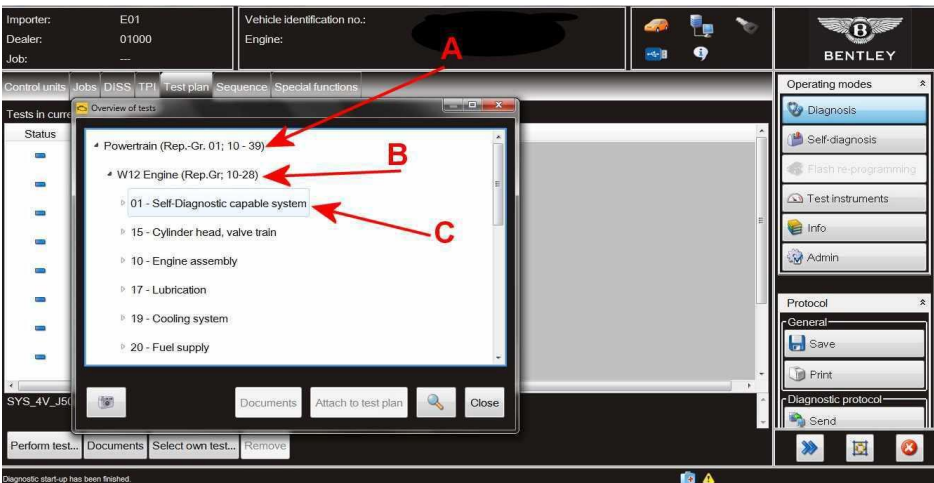 Importer: E01
Dealer: 01000
Job: ---
Vehicle identification no.:
Engine:
BENTLEY
A
Control units Jobs DISS TPI Test plan Sequence Special functions
Operating modes
Overview of tests
Tests in curre
Status
Diagnosis
Powertrain (Rep.-Gr. 01; 10 - 39)
B
Self-diagnosis
W12 Engine (Rep.Gr; 10-28)
Flash re-programming
01 - Self-Diagnostic capable system
Test instruments
15 - Cylinder head, valve train
C
Info
10 - Engine assembly
Admin
17 - Lubrication
Protocol
19 - Cooling system
General
20 - Fuel supply
Save
Print
SYS_4V_J50
Documents Attach to test plan Close
Diagnostic protocol
Send
Perform test... Documents Select own test... Remove
Diagnostic start-up has been finished.